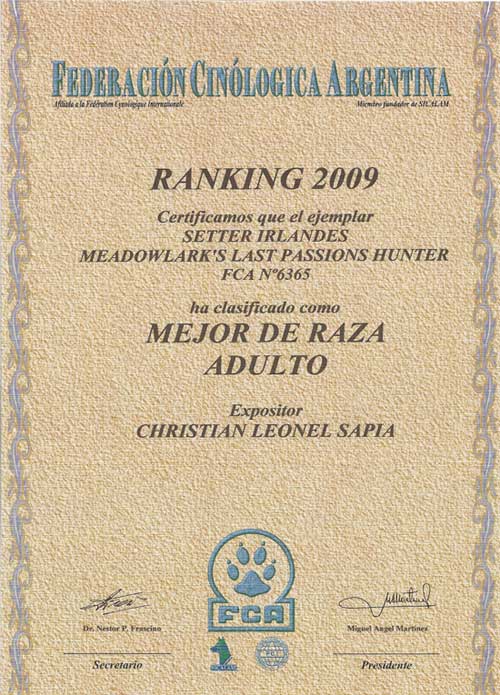 FEDERACIÓN CINÓLOGICA ARGENTINA
Afiliada a la Fédération Cynologique Internationale
Miembro fundador de SICALAM
RANKING 2009
Certificamos que el ejemplar
SETTER IRLANDES
MEADOWLARK'S LAST PASSIONS HUNTER
FCA Nº6365
ha clasificado como
MEJOR DE RAZA
ADULTO
Expositor
CHRISTIAN LEONEL SAPIA
FCA
Dr. Nestor P. Frascino
Miguel Angel Martinez
SICALAM
FCI
Secretario
Presidente